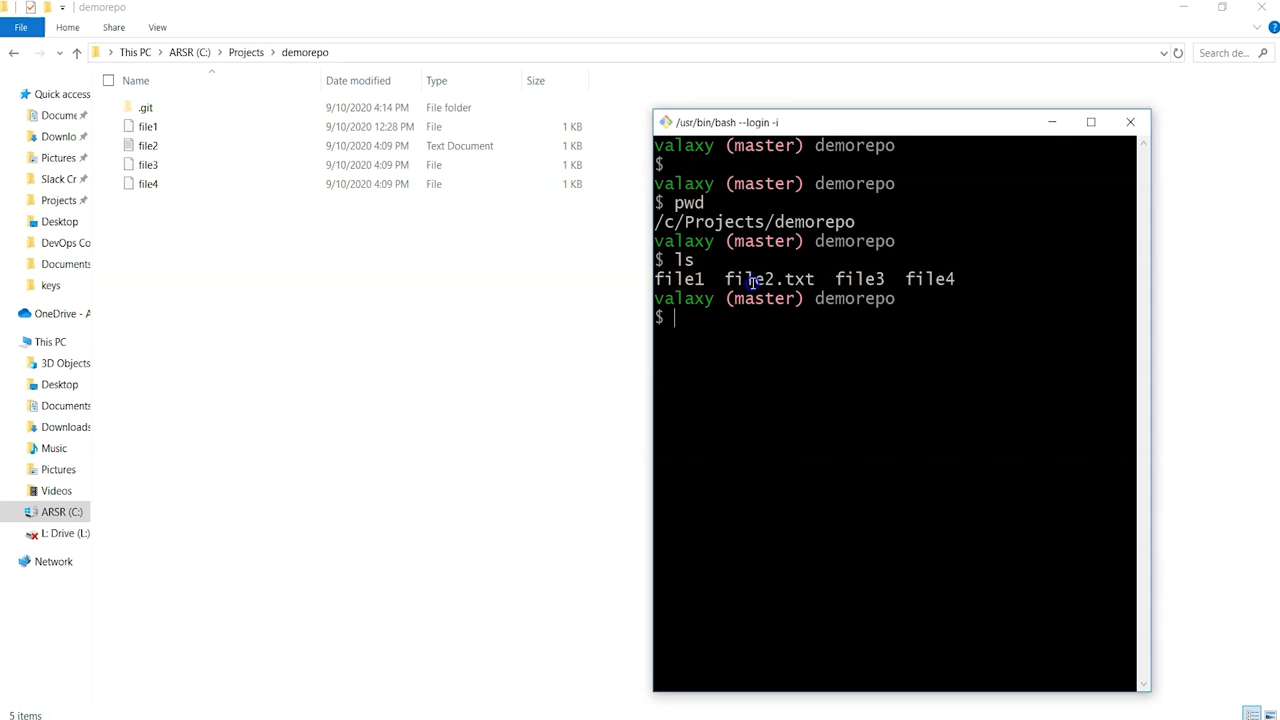 demorepo
File Home Share View
This PC ARSR (C:) Projects demorepo Search de...
Name Date modified Type Size
.git 9/10/2020 4:14 PM File folder
file1 9/10/2020 12:28 PM File 1 KB
file2 9/10/2020 4:09 PM Text Document 1 KB
file3 9/10/2020 4:09 PM File 1 KB
file4 9/10/2020 4:09 PM File 1 KB
Quick access
Docume
Downlo
Pictures
Slack Cr
Projects
Desktop
DevOps Co
Documents
keys
OneDrive - A
This PC
3D Objects
Desktop
Documents
Downloads
Music
Pictures
Videos
ARSR (C:)
L: Drive (L:)
Network
5 items
/usr/bin/bash --login -i
valaxy (master) demorepo
$
valaxy (master) demorepo
$ pwd
/c/Projects/demorepo
valaxy (master) demorepo
$ ls
file1 file2.txt file3 file4
valaxy (master) demorepo
$